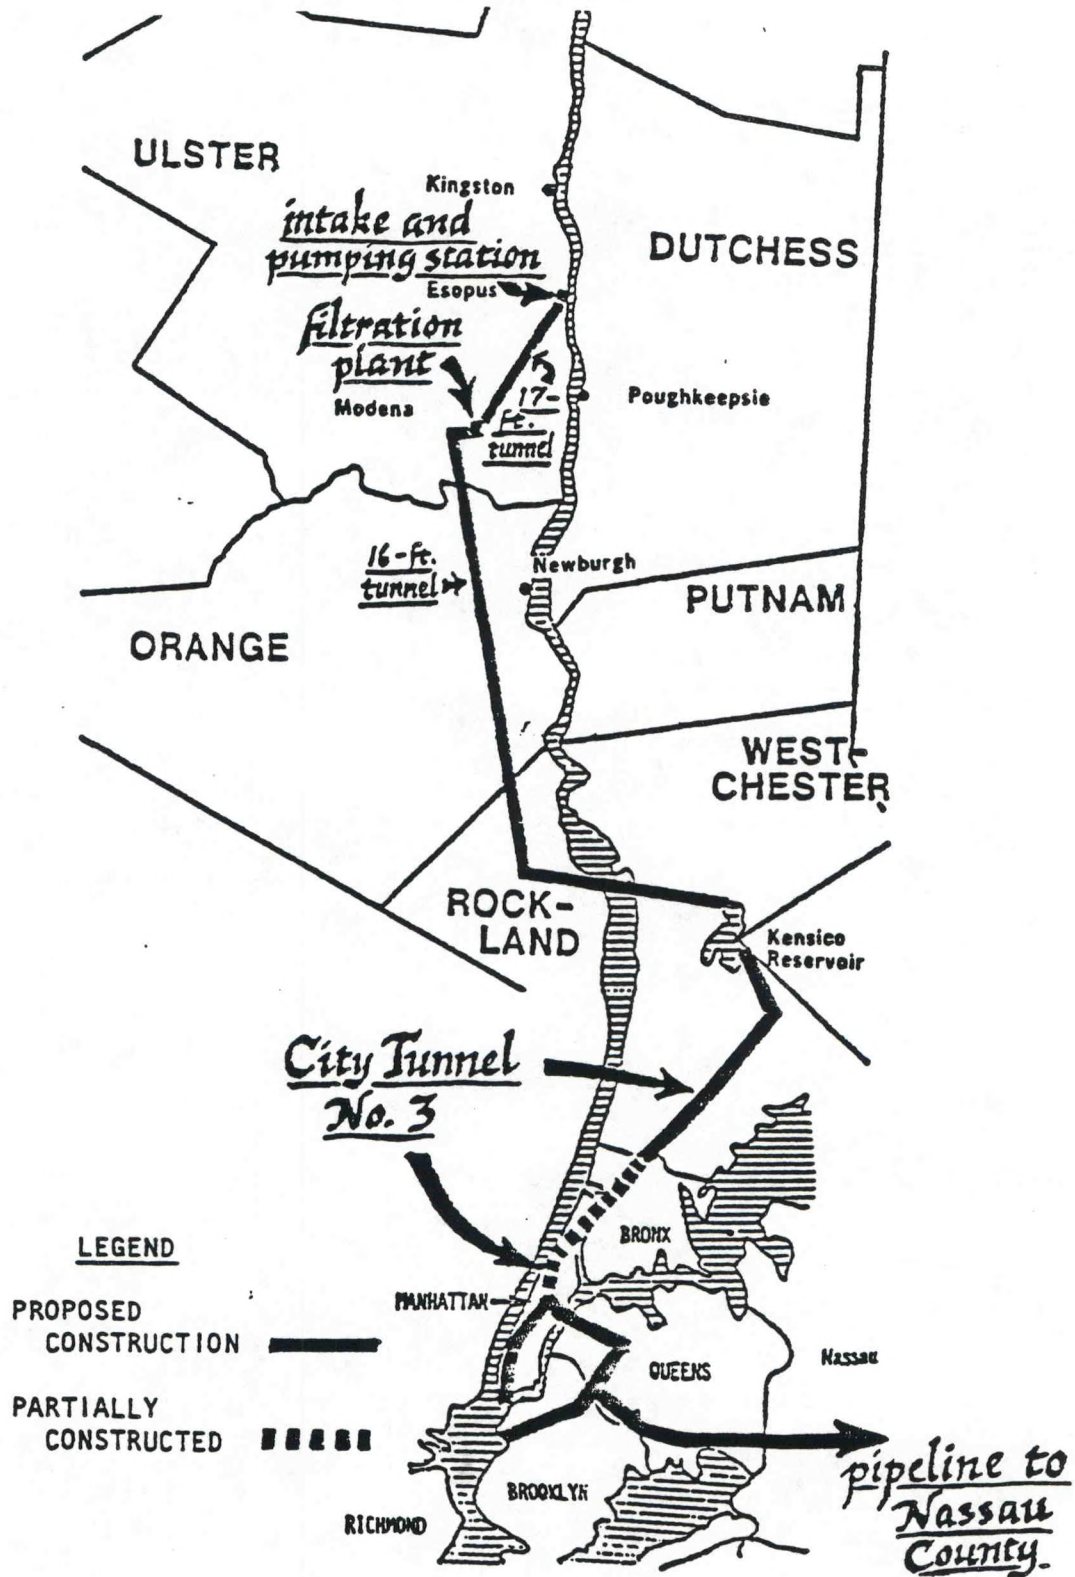 ULSTER
Kingston
intake and
pumping station
Esopus
DUTCHESS
filtration
plant
Modena
17-
ft.
tunnel
Poughkeepsie
16-ft.
tunnel
Newburgh
PUTNAM
ORANGE
WEST-
CHESTER
ROCK-
LAND
Kensico
Reservoir
City Tunnel
No. 3
BRONX
LEGEND
MANHATTAN
PROPOSED
CONSTRUCTION
QUEENS
Nassau
PARTIALLY
CONSTRUCTED
BROOKLYN
RICHMOND
pipeline to
Nassau
County.